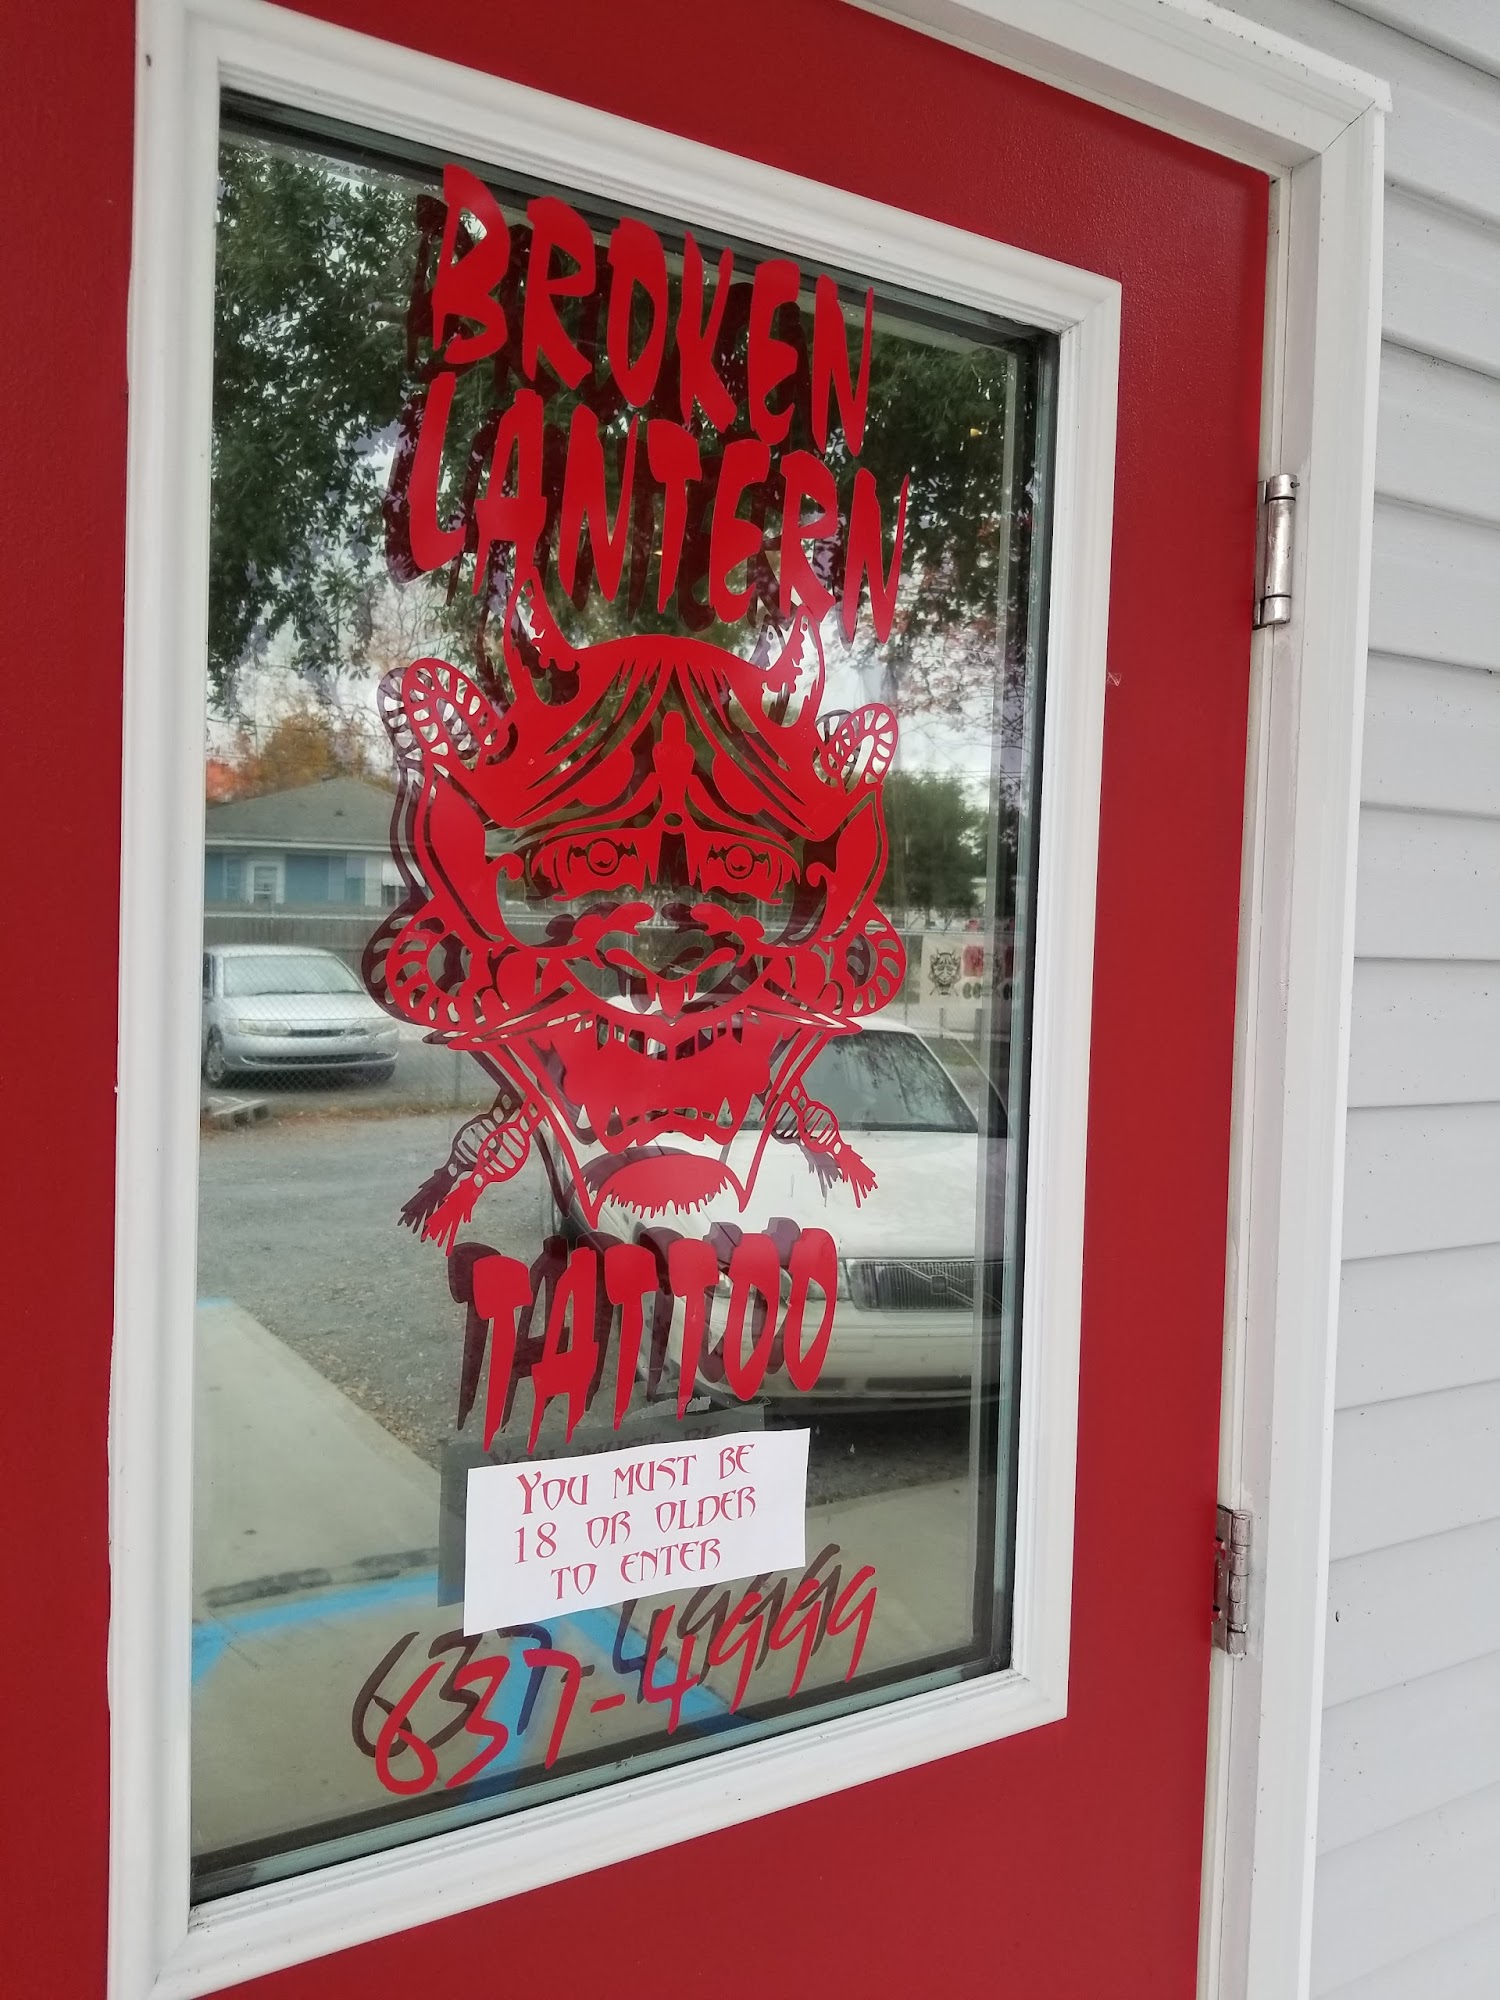 BROKEN
LANTERN
TATTOO
YOU MUST BE
18 OR OLDER
TO ENTER
637-4999